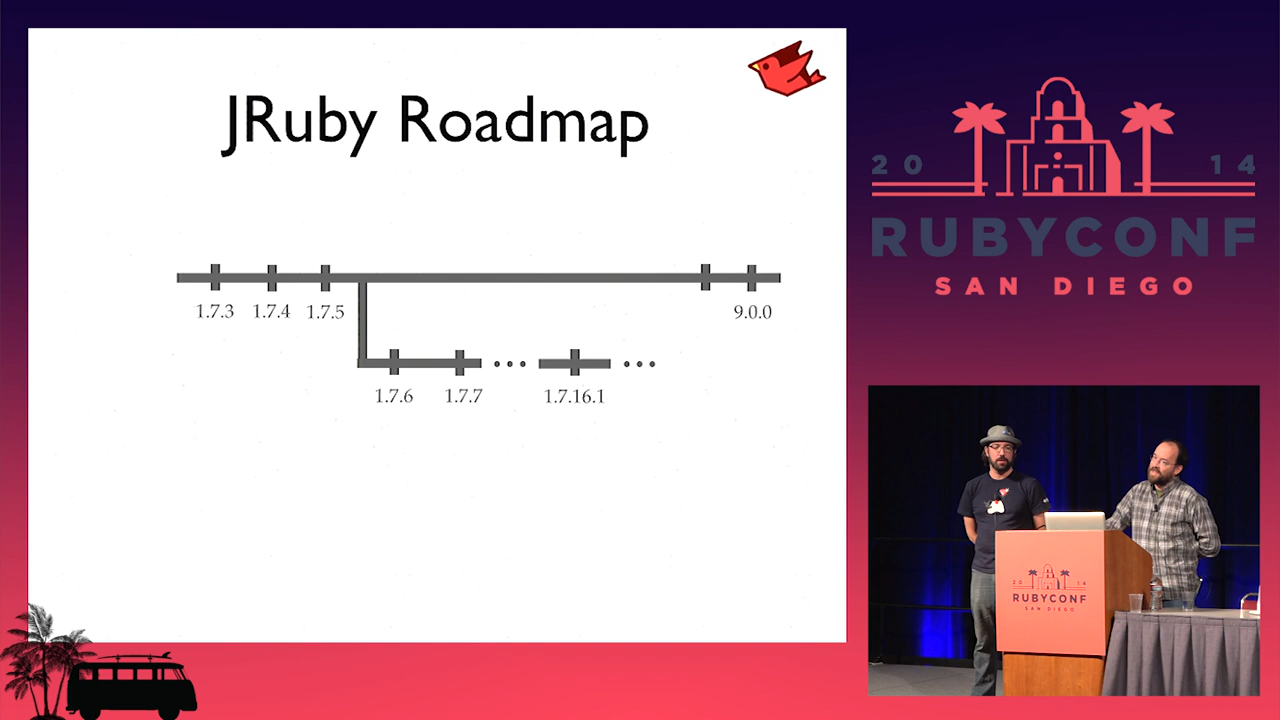 JRuby Roadmap
1.7.3 1.7.4 1.7.5 9.0.0
1.7.6 1.7.7 ... 1.7.16.1 ...
20 14
RUBYCONF
SAN DIEGO
20 14
RUBYCONF
SAN DIEGO